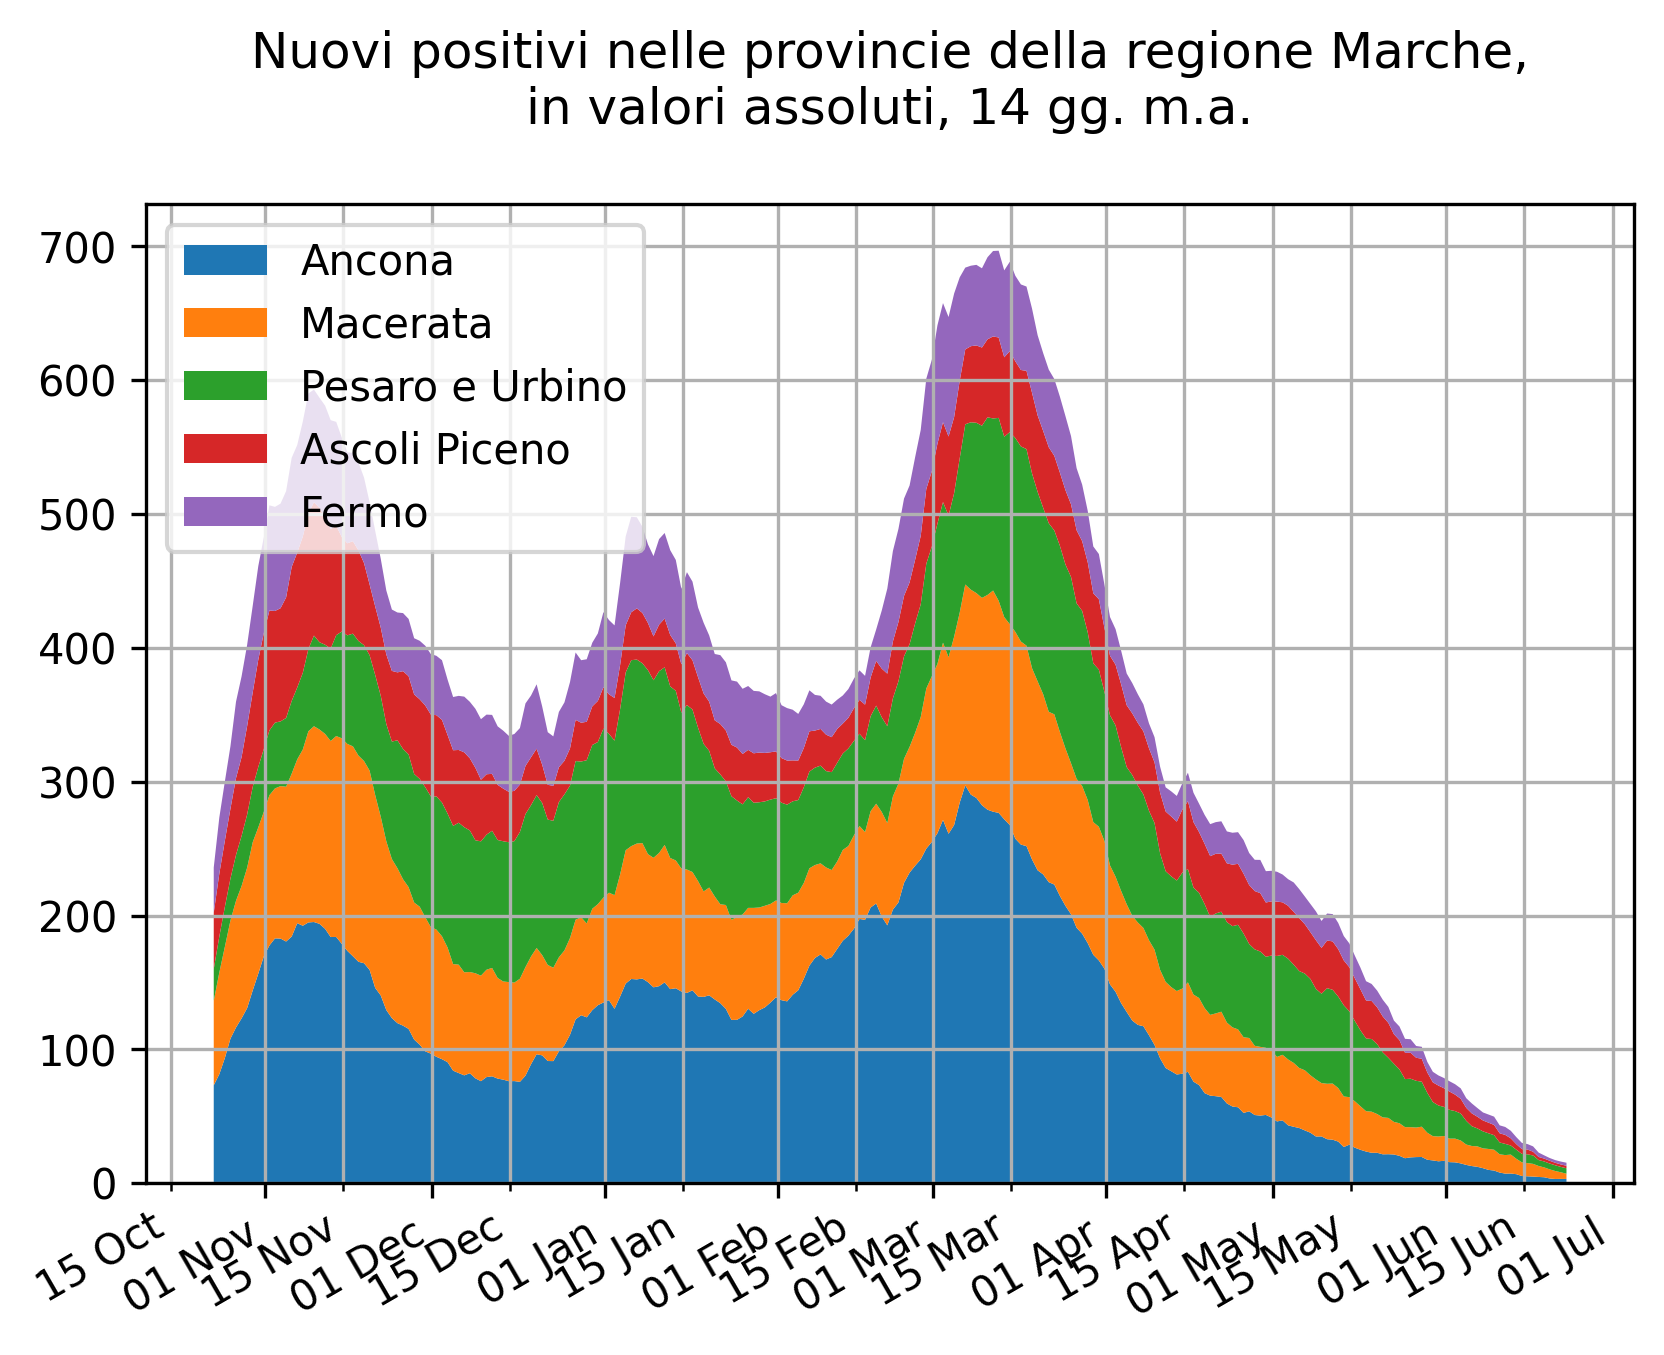 Nuovi positivi nelle provincie della regione Marche,
in valori assoluti, 14 gg. m.a.
700
600
500
400
300
200
100
0
Ancona
Macerata
Pesaro e Urbino
Ascoli Piceno
Fermo
15 Oct
01 Nov
15 Nov
01 Dec
15 Dec
01 Jan
15 Jan
01 Feb
15 Feb
01 Mar
15 Mar
01 Apr
15 Apr
01 May
15 May
01 Jun
15 Jun
01 Jul